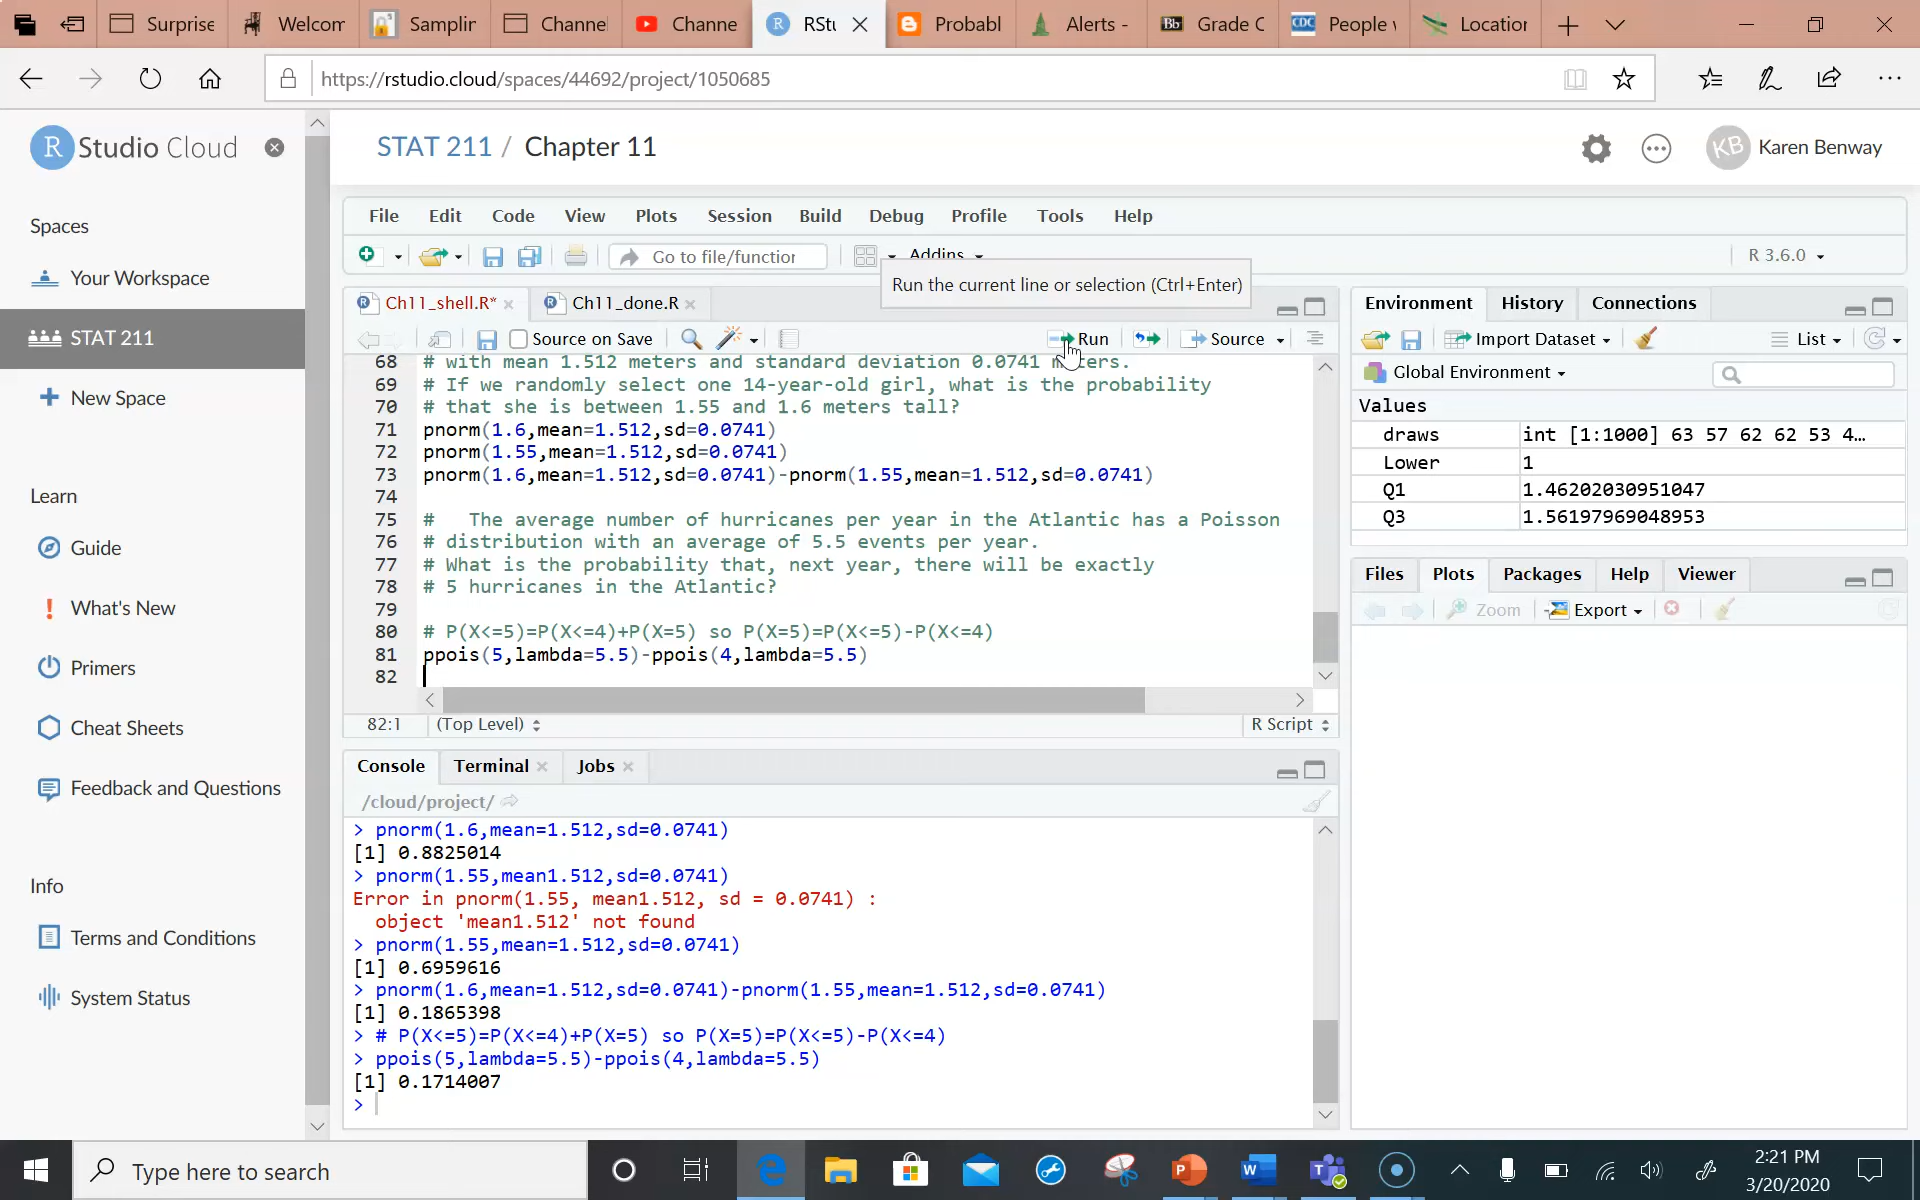 Surprise
Welcom
Samplin
Channe
Channe
RStu
Probabl
Alerts -
Bb Grade C
CDC People v
Location
https://rstudio.cloud/spaces/44692/project/1050685
R Studio Cloud
STAT 211 / Chapter 11
KB Karen Benway
Spaces
Your Workspace
STAT 211
New Space
Learn
Guide
What's New
Primers
Cheat Sheets
Feedback and Questions
Info
Terms and Conditions
System Status
File Edit Code View Plots Session Build Debug Profile Tools Help
Go to file/function
Addins
R 3.6.0
Run the current line or selection (Ctrl+Enter)
Ch11_shell.R*
Ch11_done.R
Source on Save
Run
Source
68 # with mean 1.512 meters and standard deviation 0.0741 meters.
69 # If we randomly select one 14-year-old girl, what is the probability
70 # that she is between 1.55 and 1.6 meters tall?
71 pnorm(1.6,mean=1.512,sd=0.0741)
72 pnorm(1.55,mean=1.512,sd=0.0741)
73 pnorm(1.6,mean=1.512,sd=0.0741)-pnorm(1.55,mean=1.512,sd=0.0741)
74
75 # The average number of hurricanes per year in the Atlantic has a Poisson
76 # distribution with an average of 5.5 events per year.
77 # What is the probability that, next year, there will be exactly
78 # 5 hurricanes in the Atlantic?
79
80 # P(X<=5)=P(X<=4)+P(X=5) so P(X=5)=P(X<=5)-P(X<=4)
81 ppois(5,lambda=5.5)-ppois(4,lambda=5.5)
82
82:1 (Top Level) R Script
Console Terminal Jobs
/cloud/project/
> pnorm(1.6,mean=1.512,sd=0.0741)
[1] 0.8825014
> pnorm(1.55,mean1.512,sd=0.0741)
Error in pnorm(1.55, mean1.512, sd = 0.0741) :
object 'mean1.512' not found
> pnorm(1.55,mean=1.512,sd=0.0741)
[1] 0.6959616
> pnorm(1.6,mean=1.512,sd=0.0741)-pnorm(1.55,mean=1.512,sd=0.0741)
[1] 0.1865398
> # P(X<=5)=P(X<=4)+P(X=5) so P(X=5)=P(X<=5)-P(X<=4)
> ppois(5,lambda=5.5)-ppois(4,lambda=5.5)
[1] 0.1714007
>
Environment History Connections
Import Dataset
List
Global Environment
Values
draws int [1:1000] 63 57 62 62 53 4…
Lower 1
Q1 1.46202030951047
Q3 1.56197969048953
Files Plots Packages Help Viewer
Zoom Export
Type here to search
2:21 PM
3/20/2020